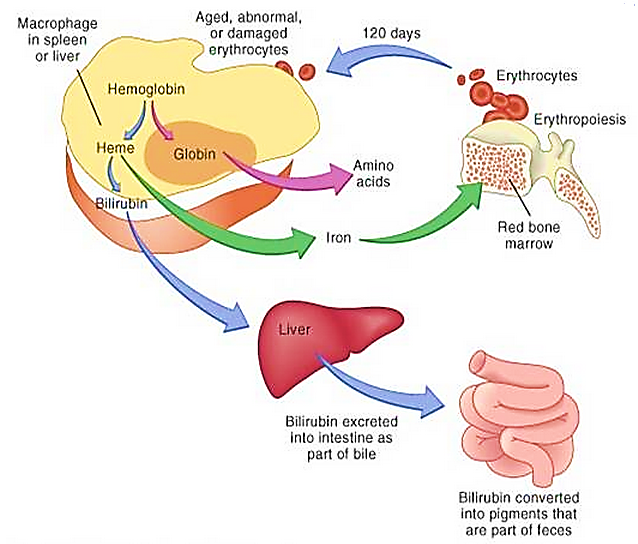 Macrophage
in spleen
or liver
Aged, abnormal,
or damaged
erythrocytes
120 days
Erythrocytes
Erythropoiesis
Hemoglobin
Heme
Globin
Amino
acids
Bilirubin
Iron
Red bone
marrow
Liver
Bilirubin excreted
into intestine as
part of bile
Bilirubin converted
into pigments that
are part of feces